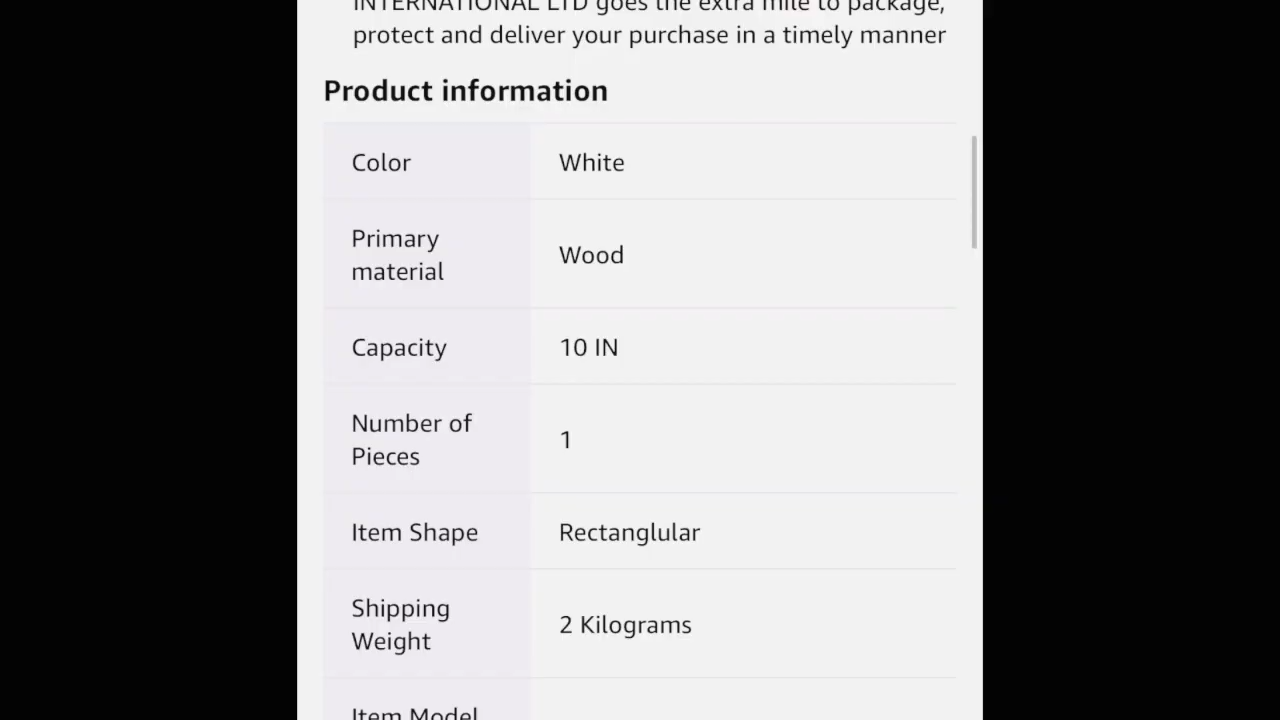 INTERNATIONAL LTD goes the extra mile to package,
protect and deliver your purchase in a timely manner
Product information
Color White
Primary
material
Wood
Capacity 10 IN
Number of
Pieces
1
Item Shape Rectanglular
Shipping
Weight
2 Kilograms
Item Model